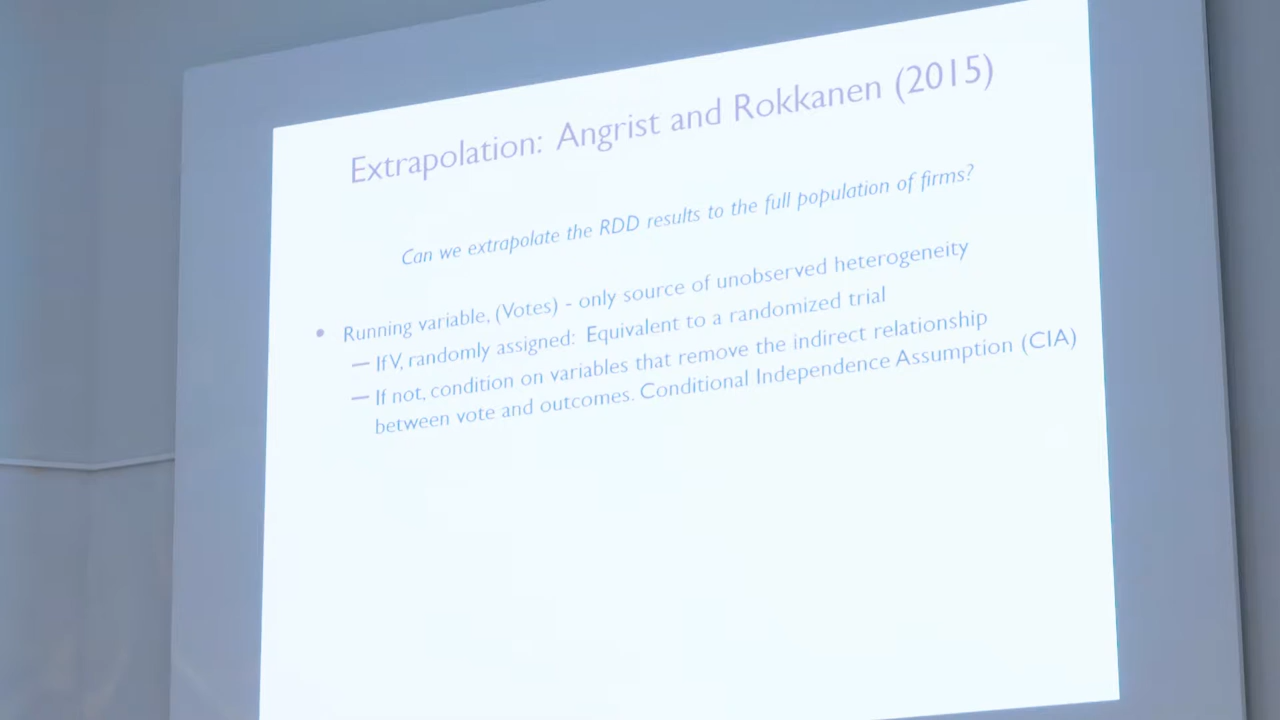 Extrapolation: Angrist and Rokkanen (2015)
Can we extrapolate the RDD results to the full population of firms?
• Running variable, (Votes) - only source of unobserved heterogeneity
— If V, randomly assigned: Equivalent to a randomized trial
— If not, condition on variables that remove the indirect relationship
between vote and outcomes. Conditional Independence Assumption (CIA)